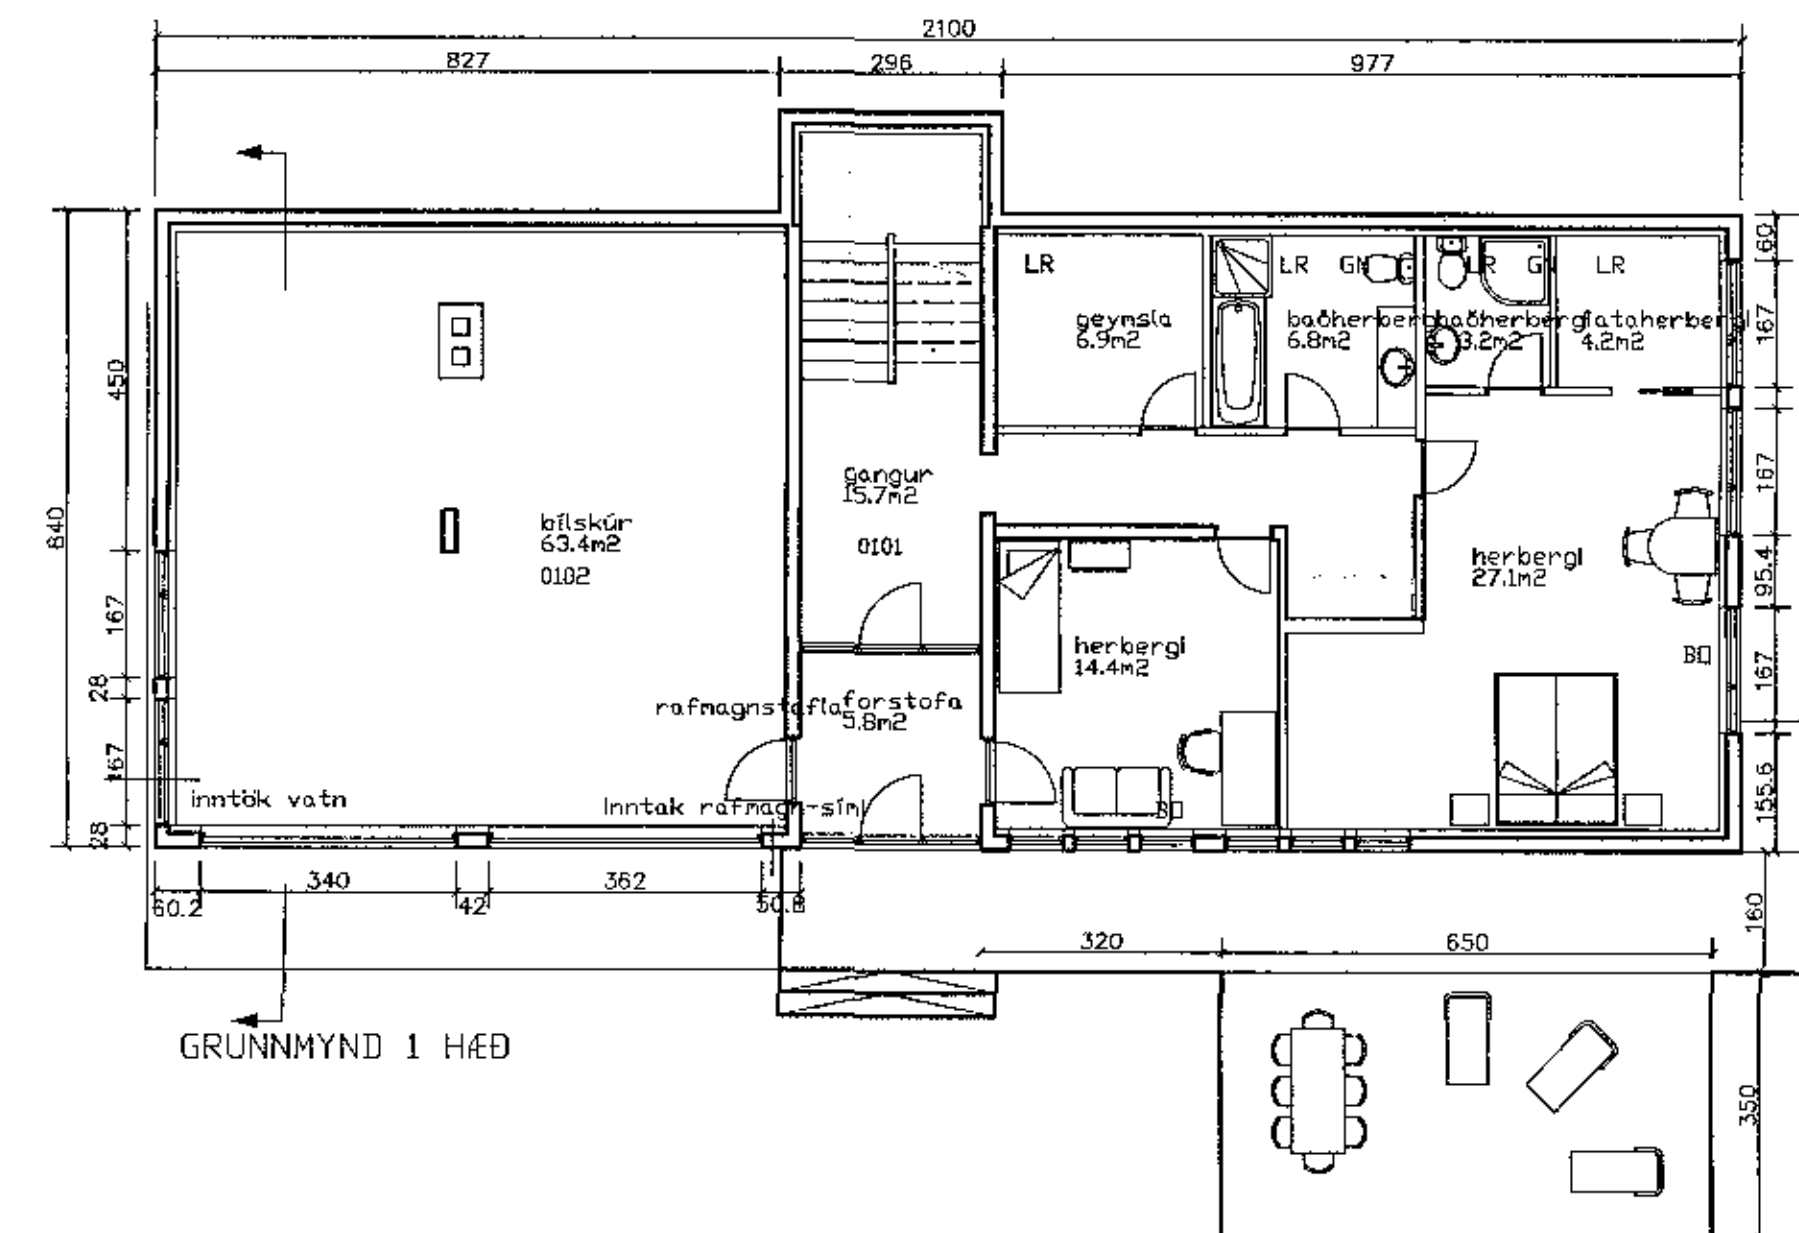 2100
827
296
977
LR
LR
LR
LR
60
geymsla
6.9m2
baðherbergi
6.8m2
baðherbergi
3.2m2
fataherbergi
4.2m2
167
450
840
gangur
15.7m2
0101
bílskúr
63.4m2
0102
167
herbergi
27.1m2
195.4
167
herbergi
14.4m2
BO
167
28
rafmagnstafla
forstofa
5.8m2
167
inntök vatn
inntak rafmagn-sími
155.6
28
340
362
60.2
42
50.8
160
320
650
GRUNNMYND 1 HÆÐ
350